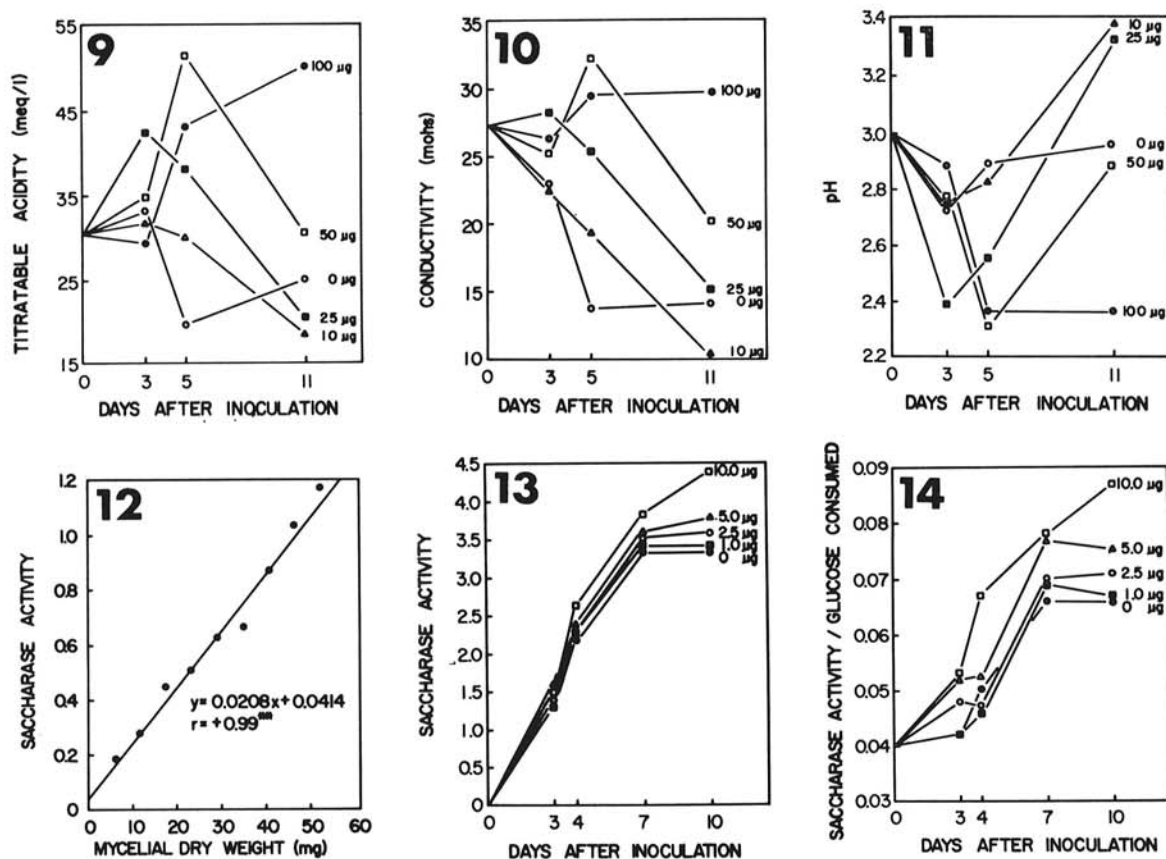 9
TITRATABLE ACIDITY (meq/l)
55
45
35
25
15
100 µg
50 µg
0 µg
25 µg
10 µg
0 3 5 11
DAYS AFTER INOCULATION
10
CONDUCTIVITY (mohs)
35
30
25
20
15
10
100 µg
50 µg
25 µg
0 µg
10 µg
0 3 5 11
DAYS AFTER INOCULATION
11
pH
3.4
3.2
3.0
2.8
2.6
2.4
2.2
10 µg
25 µg
0 µg
50 µg
100 µg
0 3 5 11
DAYS AFTER INOCULATION
12
SACCHARASE ACTIVITY
1.2
1.0
0.8
0.6
0.4
0.2
0
y= 0.0208x+0.0414
r= +0.99**
0 10 20 30 40 50 60
MYCELIAL DRY WEIGHT (mg)
13
SACCHARASE ACTIVITY
4.5
4.0
3.5
3.0
2.5
2.0
1.5
1.0
0.5
0
10.0 µg
5.0 µg
2.5 µg
1.0 µg
0 µg
0 3 4 7 10
DAYS AFTER INOCULATION
14
SACCHARASE ACTIVITY / GLUCOSE CONSUMED
0.09
0.08
0.07
0.06
0.05
0.04
0.03
10.0 µg
5.0 µg
2.5 µg
1.0 µg
0 µg
0 3 4 7 10
DAYS AFTER INOCULATION